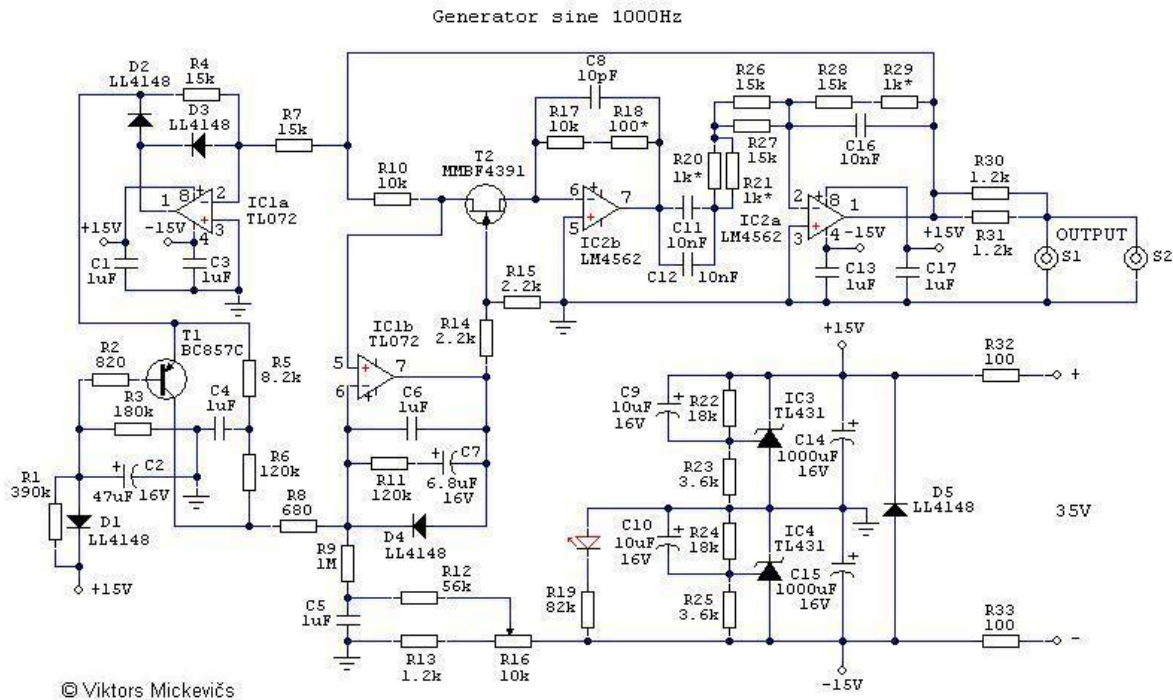 Generator sine 1000Hz
D2
LL4148
R4
15k
D3
LL4148
R7
15k
1
8
2
3
4
IC1a
TL072
+15V
-15V
C1
1uF
C3
1uF
R10
10k
T2
MMBF4391
C8
10pF
R17
10k
R18
100*
6
5
7
IC2b
LM4562
C11
10nF
C12
10nF
R20
1k*
R21
1k*
R26
15k
R27
15k
R28
15k
R29
1k*
C16
10nF
2
3
8
4
1
IC2a
LM4562
-15V
+15V
C13
1uF
C17
1uF
R30
1.2k
R31
1.2k
OUTPUT
S1
S2
R15
2.2k
R14
2.2k
T1
BC857C
R2
820
R3
180k
R5
8.2k
C4
1uF
R6
120k
R1
390k
C2
47uF
16V
D1
LL4148
+15V
R8
680
IC1b
TL072
5
6
7
C6
1uF
R11
120k
C7
6.8uF
16V
D4
LL4148
R9
1M
C5
1uF
R12
56k
R13
1.2k
R16
10k
+15V
R32
100
+
C9
10uF
16V
R22
18k
IC3
TL431
C14
1000uF
16V
R23
3.6k
D5
LL4148
35V
C10
10uF
16V
R24
18k
IC4
TL431
C15
1000uF
16V
R19
82k
R25
3.6k
R33
100
-
-15V
© Viktors Mickevičs